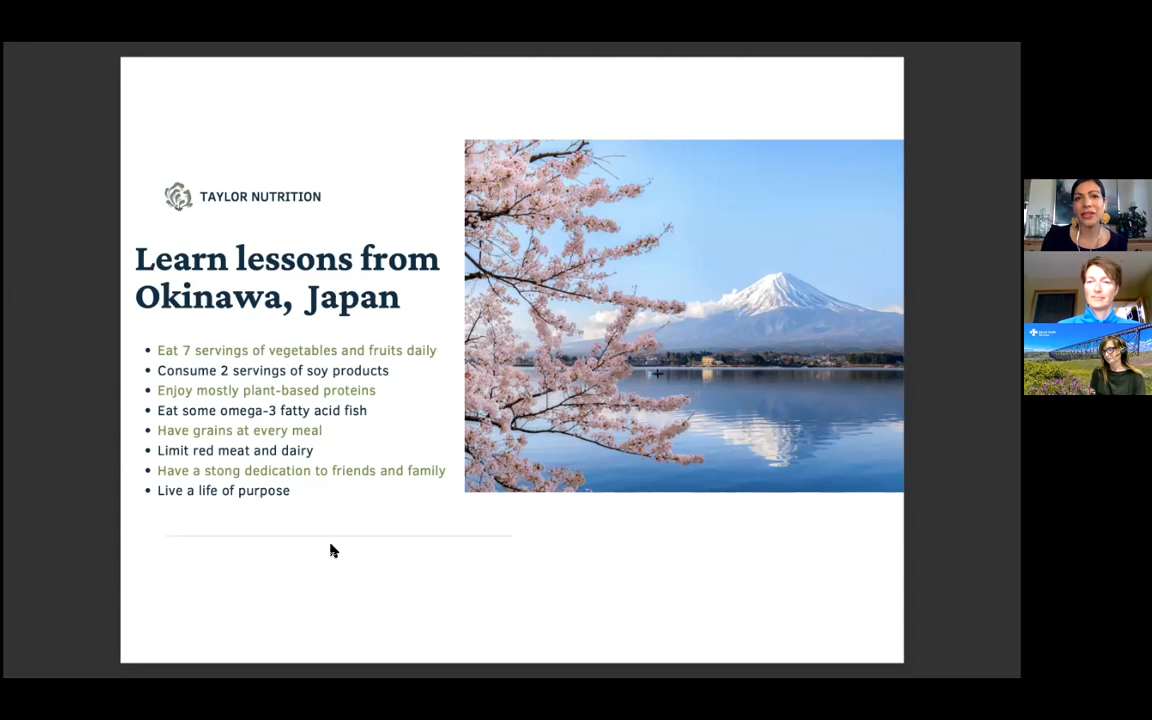 TAYLOR NUTRITION
Learn lessons from
Okinawa, Japan
Eat 7 servings of vegetables and fruits daily
Consume 2 servings of soy products
Enjoy mostly plant-based proteins
Eat some omega-3 fatty acid fish
Have grains at every meal
Limit red meat and dairy
Have a stong dedication to friends and family
Live a life of purpose